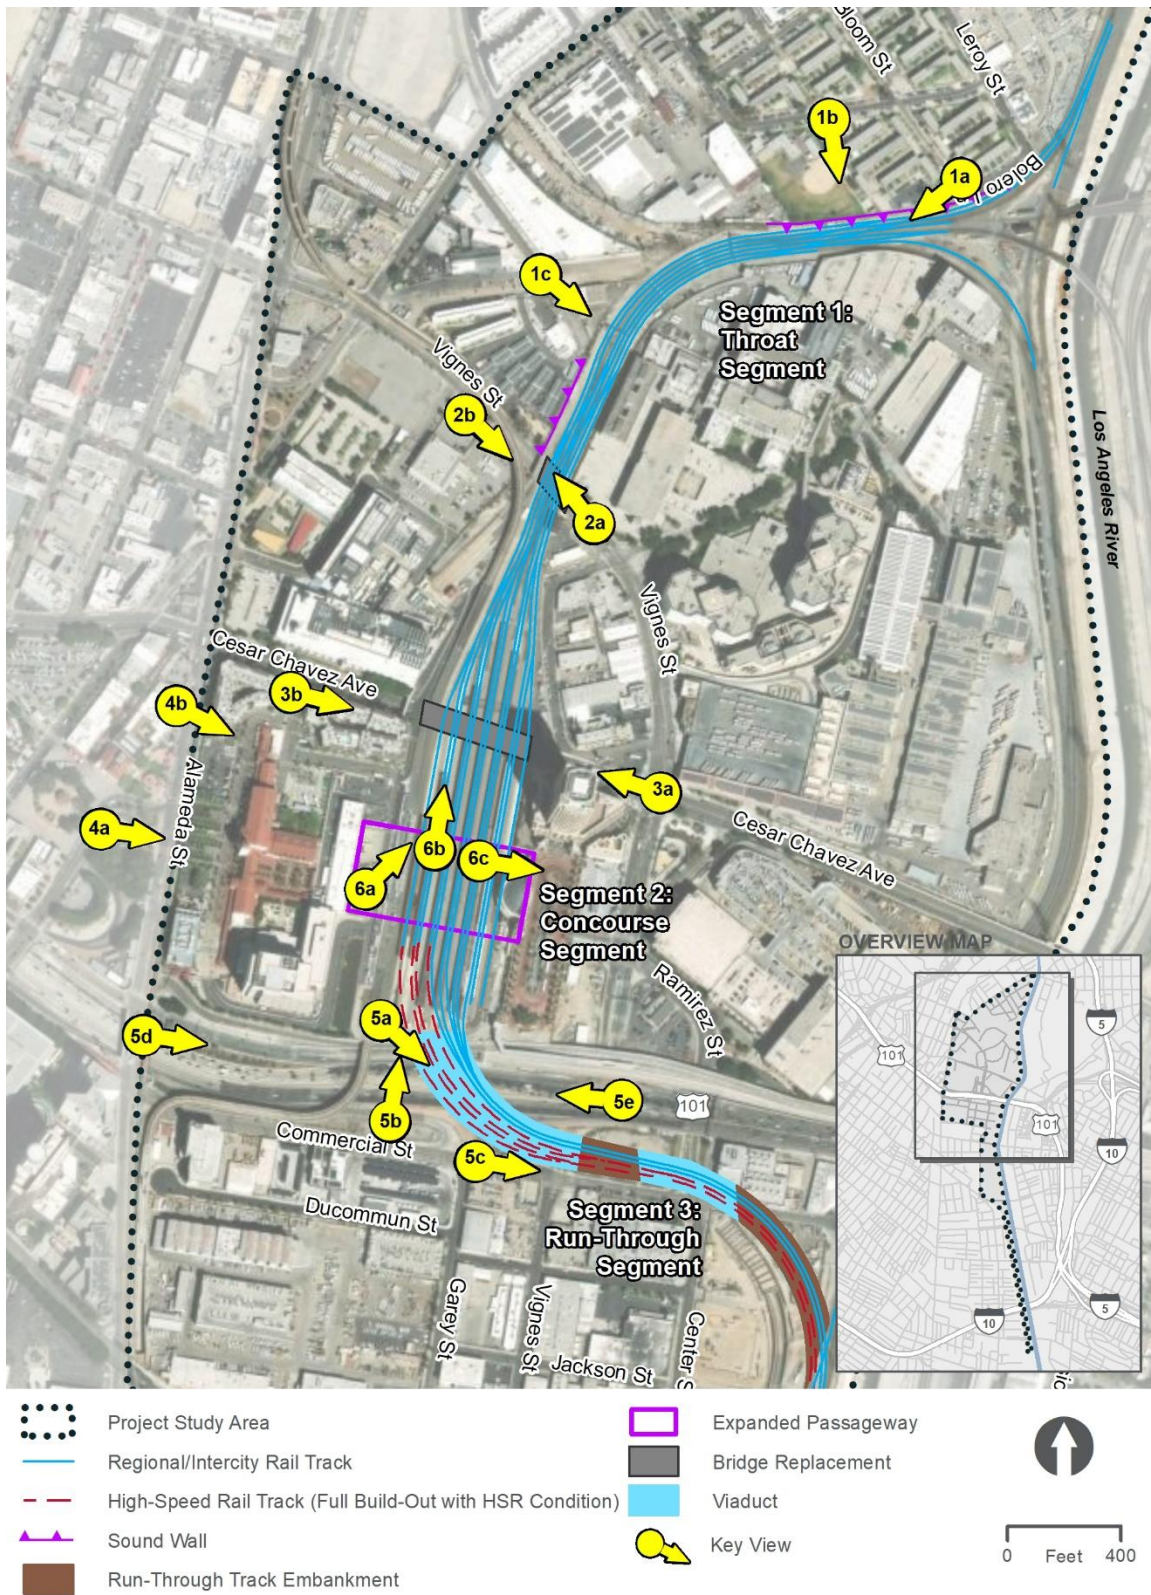 Bloom St
Leroy St
1b
1a
Bolero Ln
1c
Segment 1:
Throat
Segment
Vignes St
2b
Los Angeles River
2a
Vignes St
Cesar Chavez Ave
3b
4b
Alameda St
3a
4a
6b
Cesar Chavez Ave
6c
6a
Segment 2:
Concourse
Segment
OVERVIEW MAP
Ramirez St
5
101
101
10
5
10
5a
5d
5e
101
5b
Commercial St
5c
Ducommun St
Segment 3:
Run-Through
Segment
Garey St
Vignes St
Center S
Jackson St
Project Study Area
Regional/Intercity Rail Track
High-Speed Rail Track (Full Build-Out with HSR Condition)
Sound Wall
Run-Through Track Embankment
Expanded Passageway
Bridge Replacement
Viaduct
Key View
0 Feet 400